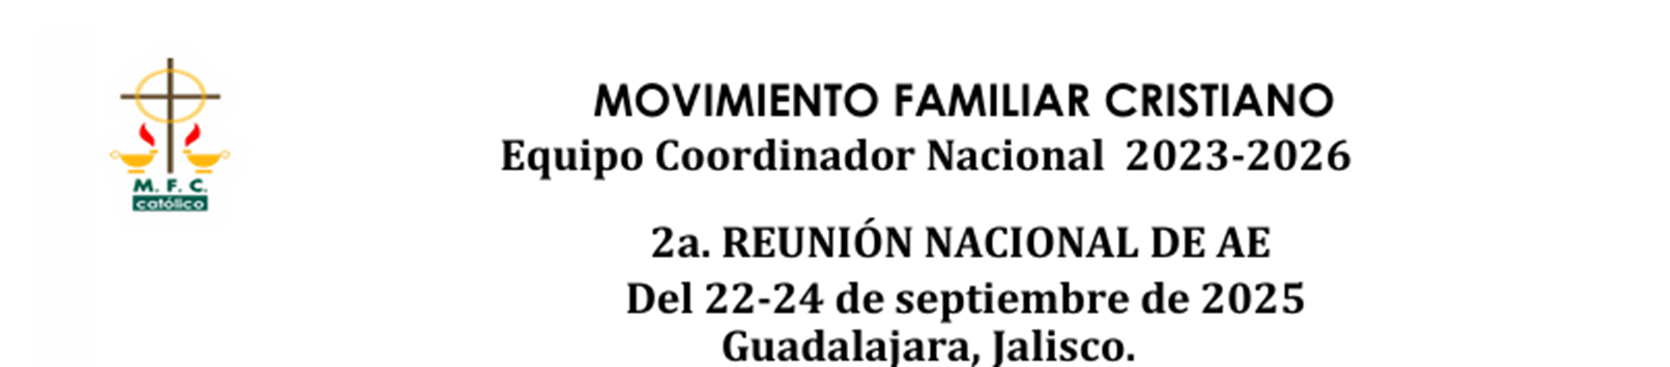 MOVIMIENTO FAMILIAR CRISTIANO
Equipo Coordinador Nacional 2023-2026
M. F. C.
católico
2a. REUNIÓN NACIONAL DE AE
Del 22-24 de septiembre de 2025
Guadalajara, Jalisco.